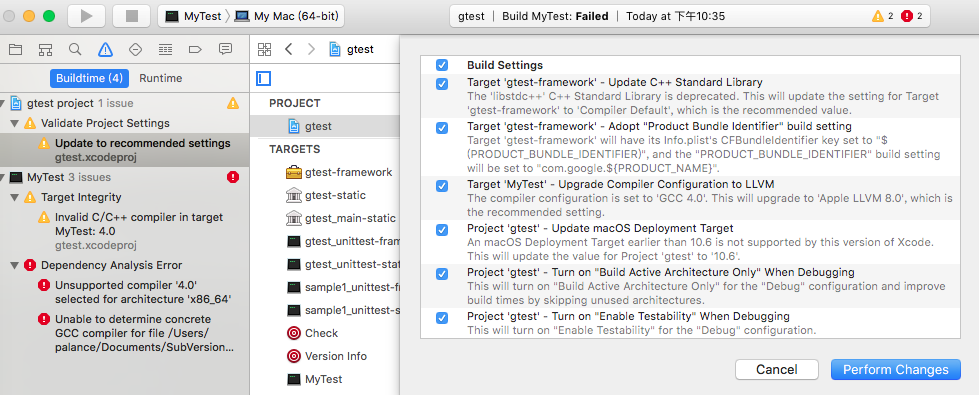 MyTest
My Mac (64-bit)
gtest | Build MyTest: Failed | Today at 下午10:35
2
2
Buildtime (4)
Runtime
gtest project 1 issue
Validate Project Settings
Update to recommended settings
gtest.xcodeproj
MyTest 3 issues
Target Integrity
Invalid C/C++ compiler in target
MyTest: 4.0
gtest.xcodeproj
Dependency Analysis Error
Unsupported compiler '4.0'
selected for architecture 'x86_64'
Unable to determine concrete
GCC compiler for file /Users/
palance/Documents/SubVersion...
gtest
PROJECT
gtest
TARGETS
gtest-framework
gtest-static
gtest_main-static
gtest_unittest-fram
gtest_unittest-stat
sample1_unittest-fr
sample1_unittest-s
Check
Version Info
MyTest
Build Settings
Target 'gtest-framework' - Update C++ Standard Library
The 'libstdc++' C++ Standard Library is deprecated. This will update the setting for Target
'gtest-framework' to 'Compiler Default', which is the recommended value.
Target 'gtest-framework' - Adopt "Product Bundle Identifier" build setting
Target 'gtest-framework' will have its Info.plist's CFBundleIdentifier key set to "$
(PRODUCT_BUNDLE_IDENTIFIER)", and the "PRODUCT_BUNDLE_IDENTIFIER" build setting
will be set to "com.google.${PRODUCT_NAME}".
Target 'MyTest' - Upgrade Compiler Configuration to LLVM
The compiler configuration is set to 'GCC 4.0'. This will upgrade to 'Apple LLVM 8.0', which is
the recommended setting.
Project 'gtest' - Update macOS Deployment Target
An macOS Deployment Target earlier than 10.6 is not supported by this version of Xcode.
This will update the value for Project 'gtest' to '10.6'.
Project 'gtest' - Turn on "Build Active Architecture Only" When Debugging
This will turn on "Build Active Architecture Only" for the "Debug" configuration and improve
build times by skipping unused architectures.
Project 'gtest' - Turn on "Enable Testability" When Debugging
This will turn on "Enable Testability" for the "Debug" configuration.
Cancel
Perform Changes